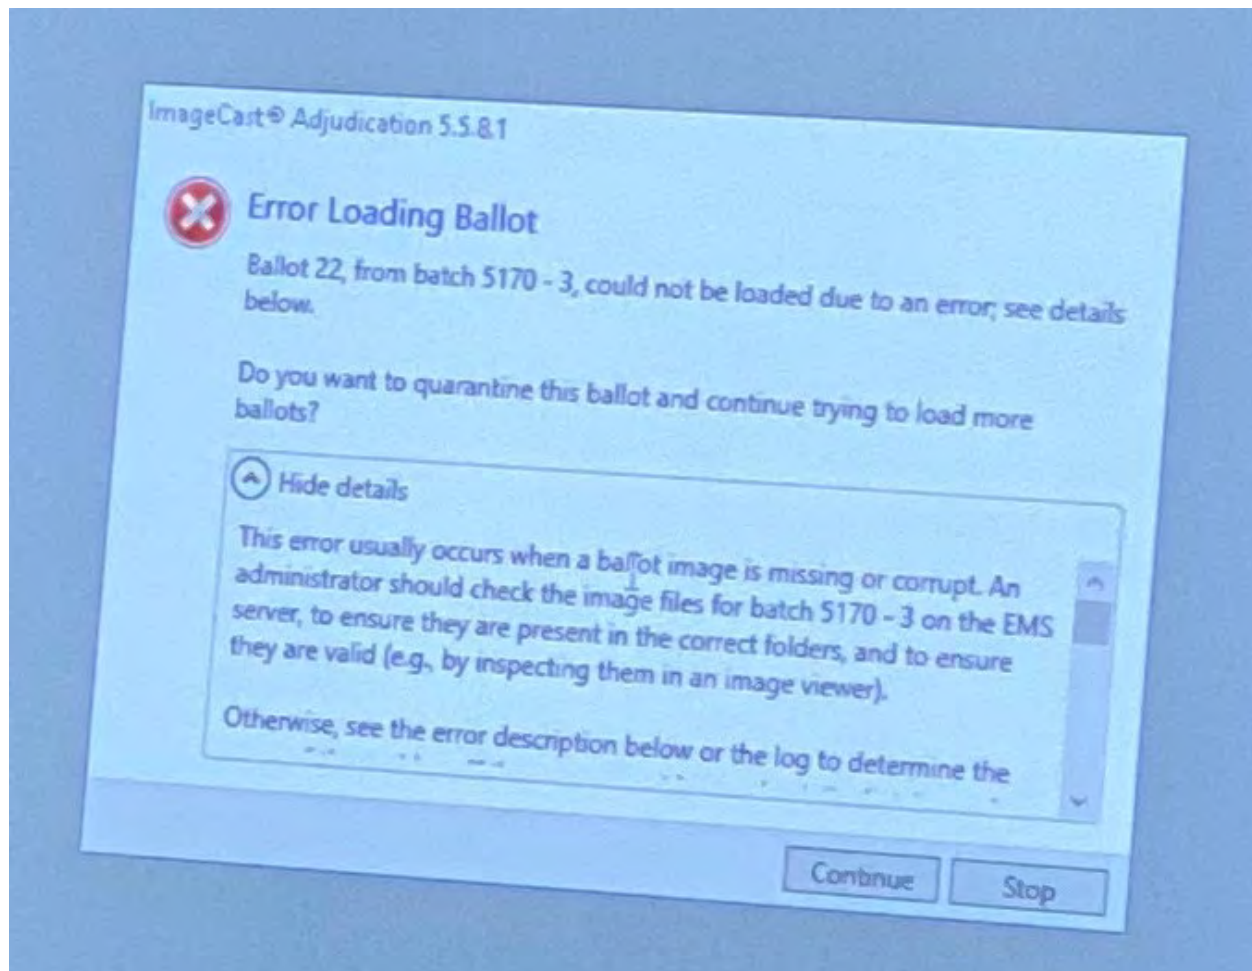 ImageCast® Adjudication 5.5.8.1
Error Loading Ballot
Ballot 22, from batch 5170 - 3, could not be loaded due to an error; see details
below.
Do you want to quarantine this ballot and continue trying to load more
ballots?
Hide details
This error usually occurs when a ballot image is missing or corrupt. An
administrator should check the image files for batch 5170 - 3 on the EMS
server, to ensure they are present in the correct folders, and to ensure
they are valid (e.g., by inspecting them in an image viewer).
Otherwise, see the error description below or the log to determine the
Continue
Stop